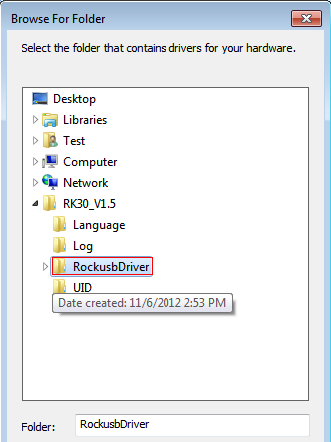 Browse For Folder
Select the folder that contains drivers for your hardware.
Desktop
Libraries
Test
Computer
Network
RK30_V1.5
Language
Log
RockusbDriver
UID
Date created: 11/6/2012 2:53 PM
Folder: RockusbDriver